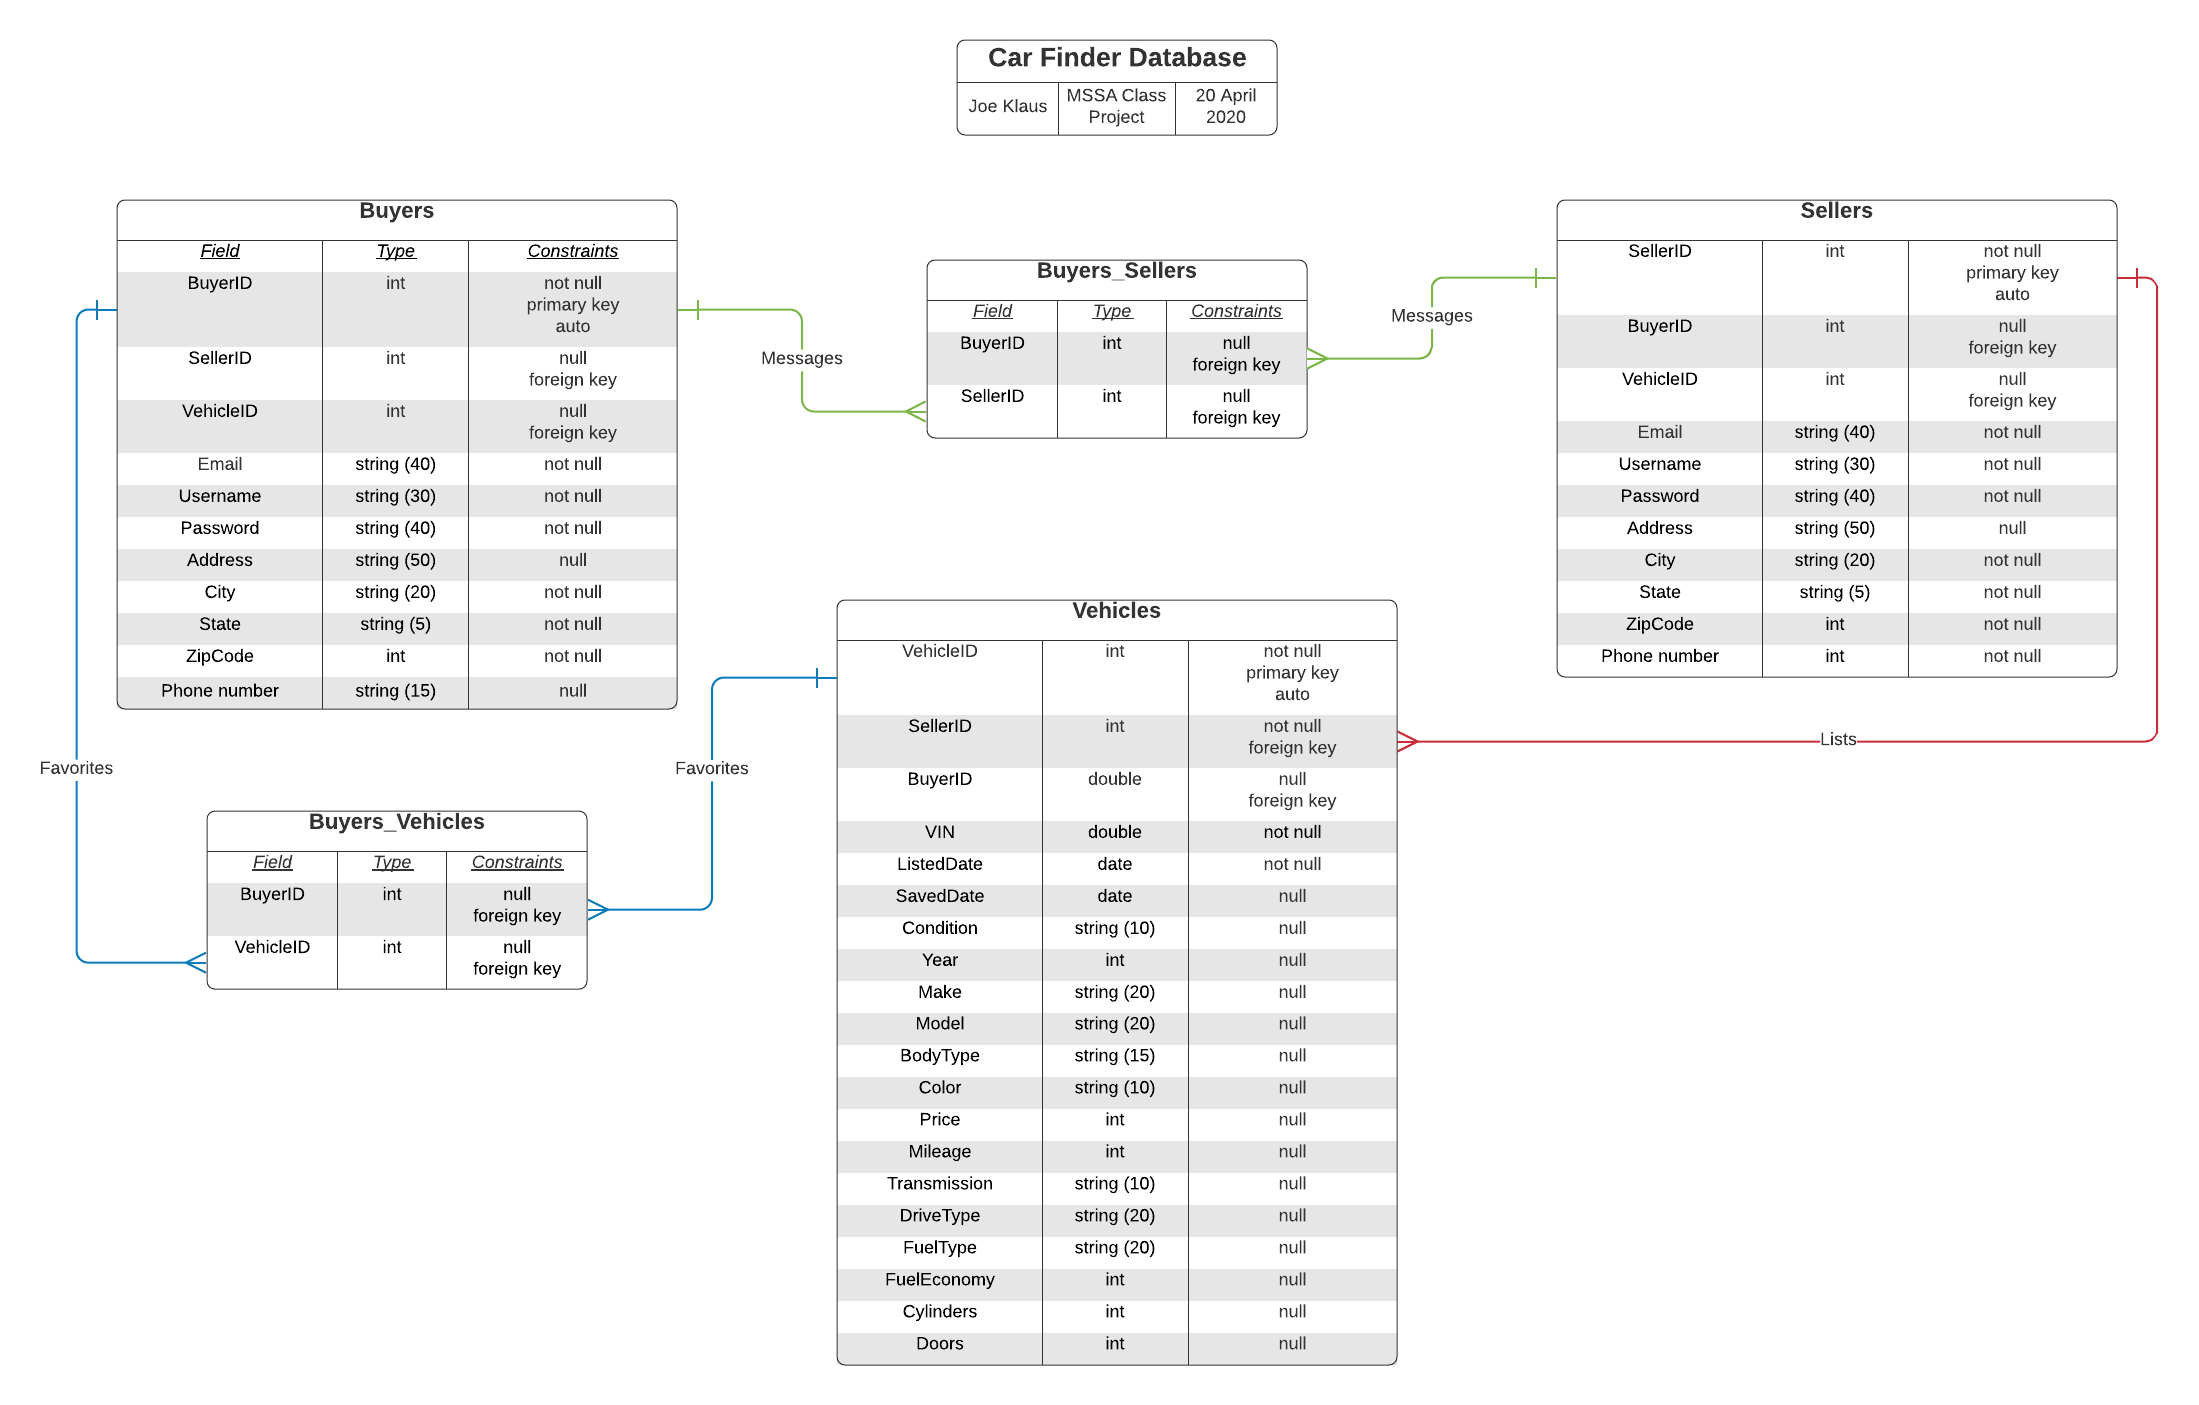 Car Finder Database
Joe Klaus
MSSA Class
Project
20 April
2020
Buyers
Field Type Constraints
BuyerID int not null
primary key
auto
SellerID int null
foreign key
VehicleID int null
foreign key
Email string (40) not null
Username string (30) not null
Password string (40) not null
Address string (50) null
City string (20) not null
State string (5) not null
ZipCode int not null
Phone number string (15) null
Messages
Buyers_Sellers
Field Type Constraints
BuyerID int null
foreign key
SellerID int null
foreign key
Messages
Sellers
SellerID int not null
primary key
auto
BuyerID int null
foreign key
VehicleID int null
foreign key
Email string (40) not null
Username string (30) not null
Password string (40) not null
Address string (50) null
City string (20) not null
State string (5) not null
ZipCode int not null
Phone number int not null
Lists
Favorites
Buyers_Vehicles
Field Type Constraints
BuyerID int null
foreign key
VehicleID int null
foreign key
Favorites
Vehicles
VehicleID int not null
primary key
auto
SellerID int not null
foreign key
BuyerID double null
foreign key
VIN double not null
ListedDate date not null
SavedDate date null
Condition string (10) null
Year int null
Make string (20) null
Model string (20) null
BodyType string (15) null
Color string (10) null
Price int null
Mileage int null
Transmission string (10) null
DriveType string (20) null
FuelType string (20) null
FuelEconomy int null
Cylinders int null
Doors int null